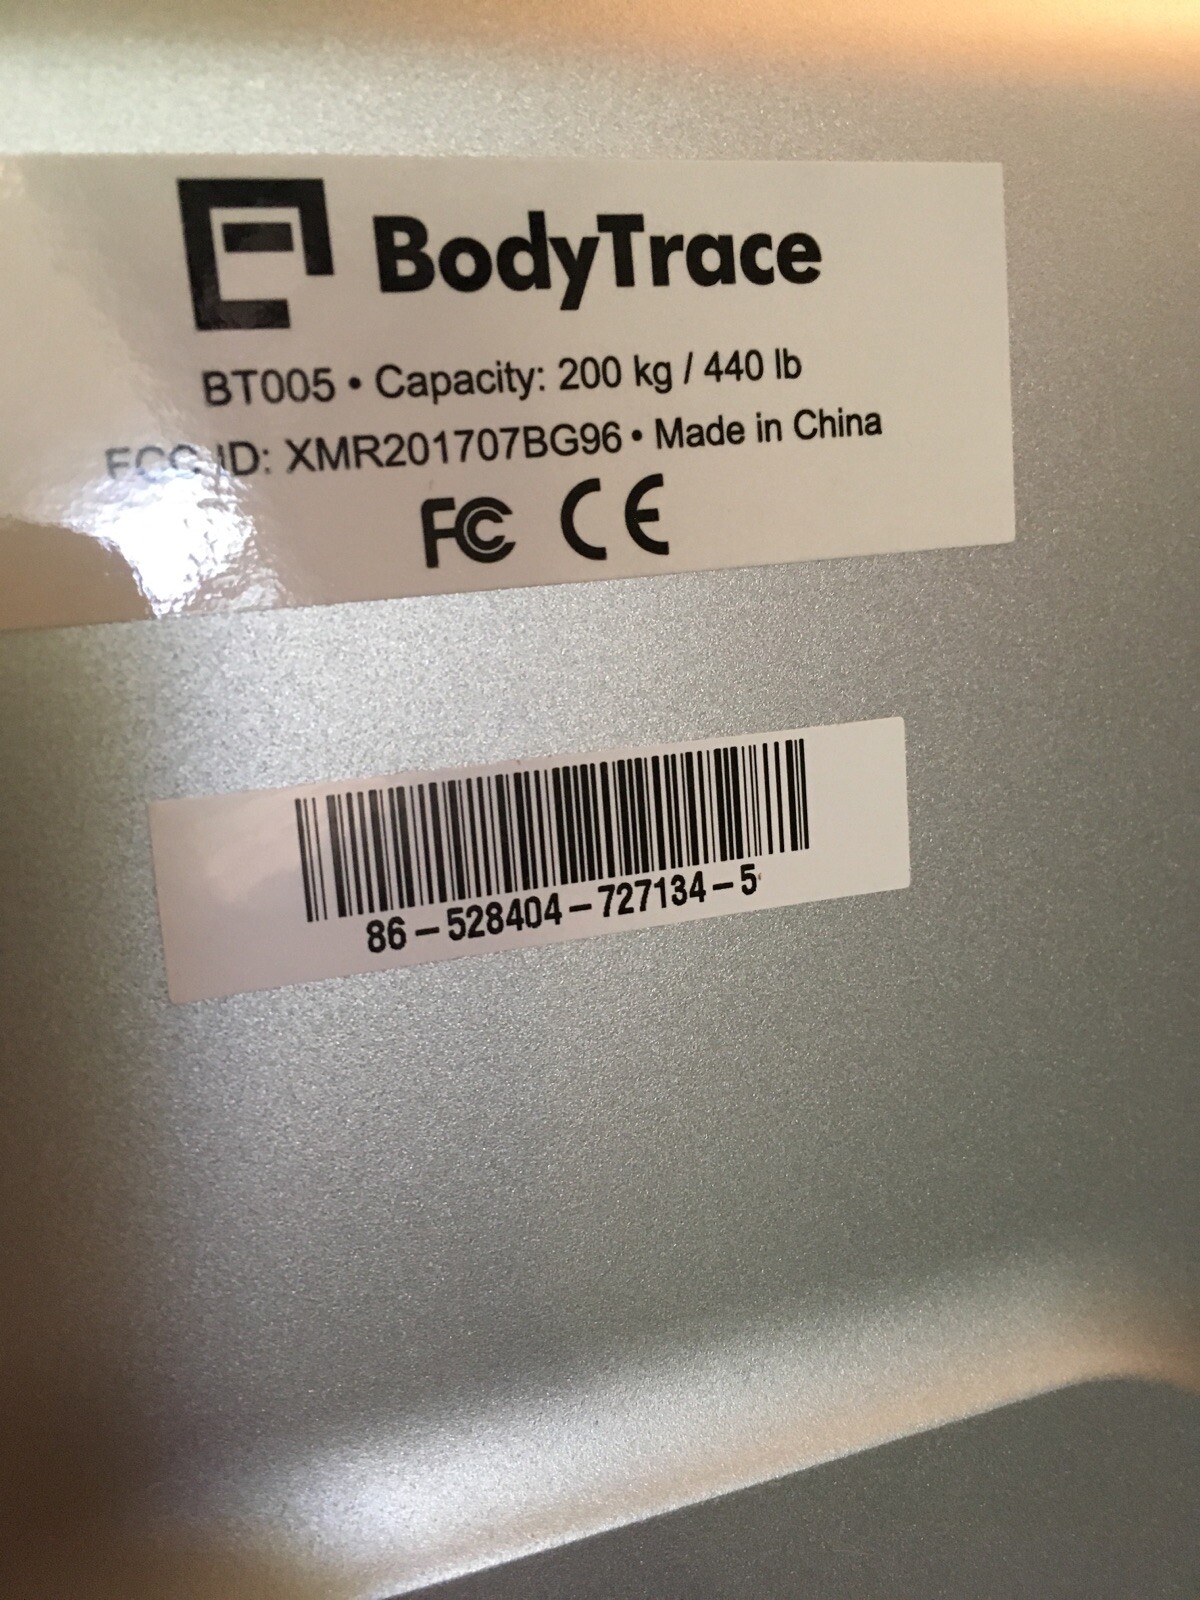 BodyTrace
BT005 • Capacity: 200 kg / 440 lb
FCC ID: XMR201707BG96 • Made in China
FC CE
86-528404-727134-5